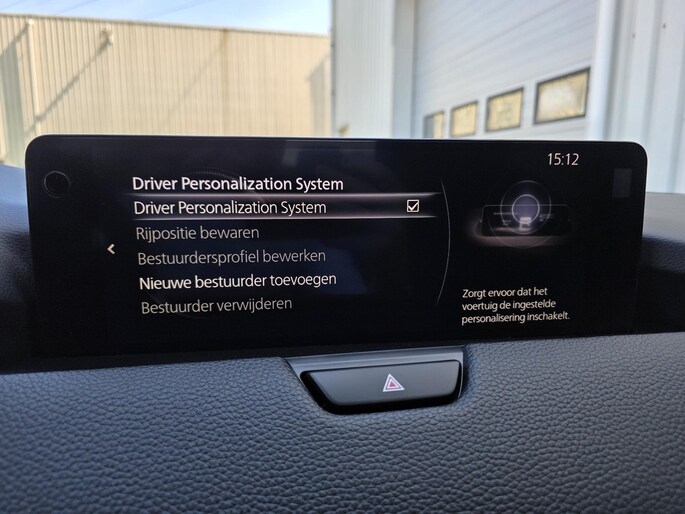 15:12
Driver Personalization System
Driver Personalization System
Rijpositie bewaren
Bestuurdersprofiel bewerken
Nieuwe bestuurder toevoegen
Bestuurder verwijderen
Zorgt ervoor dat het
voertuig de ingestelde
personalisering inschakelt.